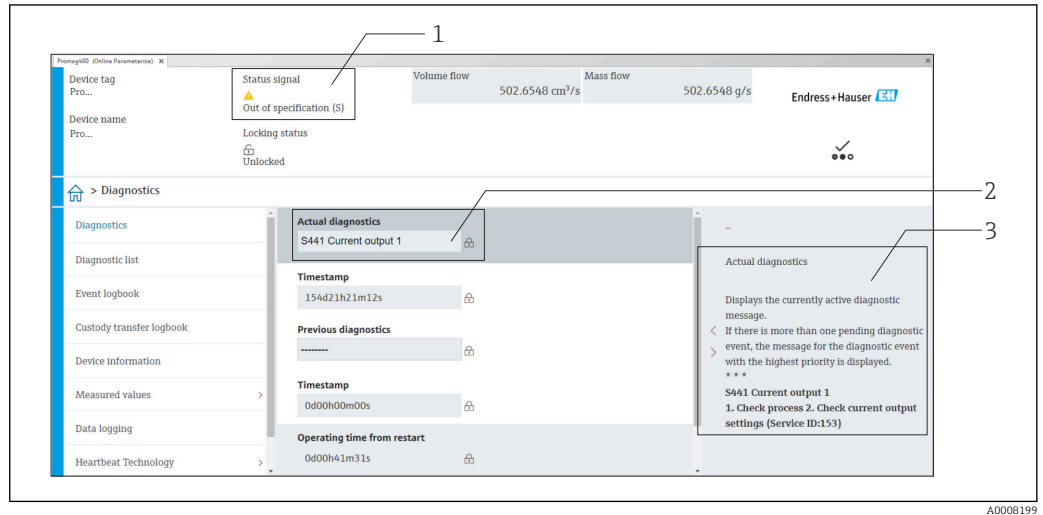 1
Promag400 (Online Parameterize) ×
×
Device tag
Pro...
Device name
Pro...
Status signal
Out of specification (S)
Locking status
Unlocked
Volume flow
502.6548 cm³/s
Mass flow
502.6548 g/s
Endress+Hauser EH
> Diagnostics
2
3
Diagnostics
Diagnostic list
Event logbook
Custody transfer logbook
Device information
Measured values >
Data logging
Heartbeat Technology >
Actual diagnostics
S441 Current output 1
Timestamp
154d21h21m12s
Previous diagnostics
--------
Timestamp
0d00h00m00s
Operating time from restart
0d00h41m31s
..
Actual diagnostics
Displays the currently active diagnostic
message.
If there is more than one pending diagnostic
event, the message for the diagnostic event
with the highest priority is displayed.
* * *
S441 Current output 1
1. Check process 2. Check current output
settings (Service ID:153)
A0008199